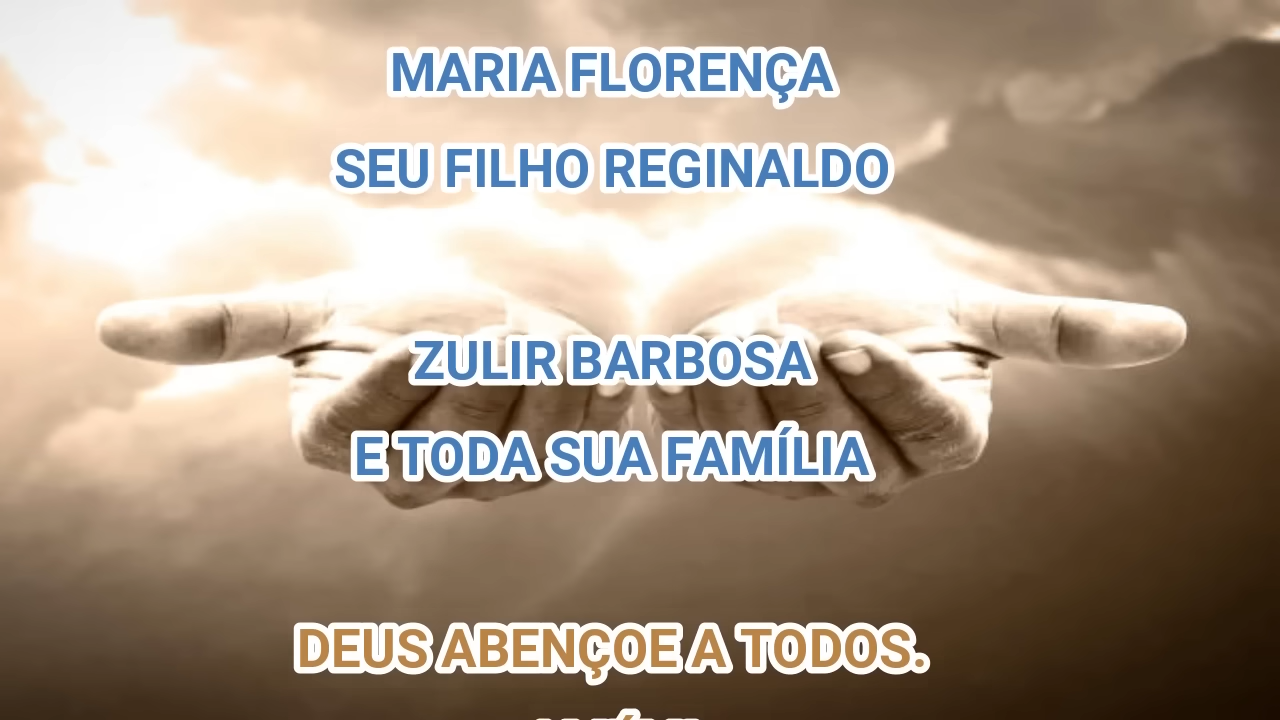 MARIA FLORENÇA
SEU FILHO REGINALDO
ZULIR BARBOSA
E TODA SUA FAMÍLIA
DEUS ABENÇOE A TODOS.